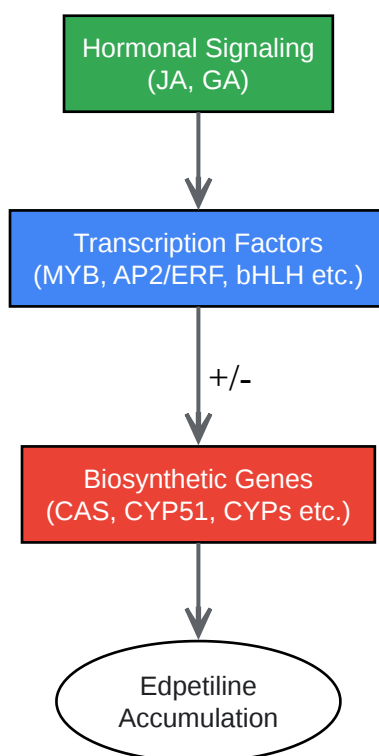 Hormonal Signaling
(JA, GA)
Transcription Factors
(MYB, AP2/ERF, bHLH etc.)
+/-
Biosynthetic Genes
(CAS, CYP51, CYPs etc.)
Edpetiline
Accumulation